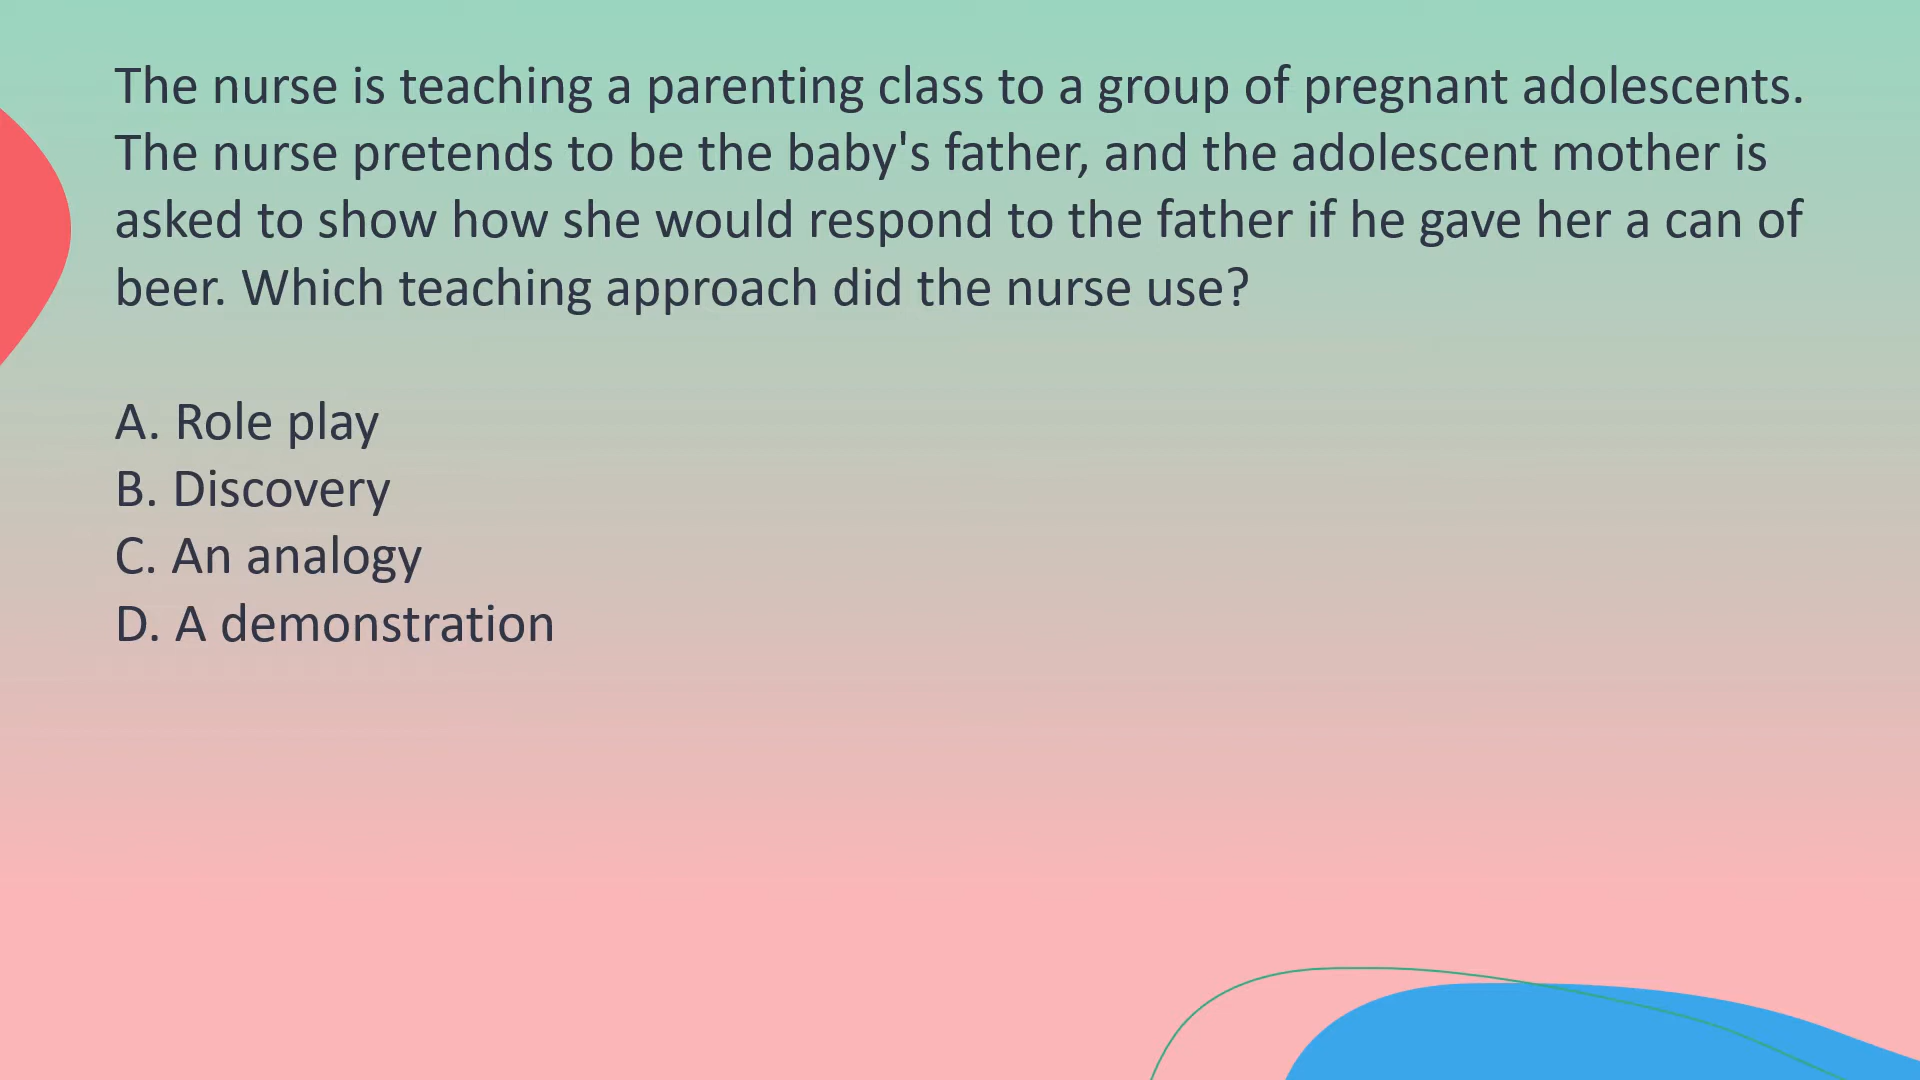 The nurse is teaching a parenting class to a group of pregnant adolescents.
The nurse pretends to be the baby's father, and the adolescent mother is
asked to show how she would respond to the father if he gave her a can of
beer. Which teaching approach did the nurse use?
A. Role play
B. Discovery
C. An analogy
D. A demonstration